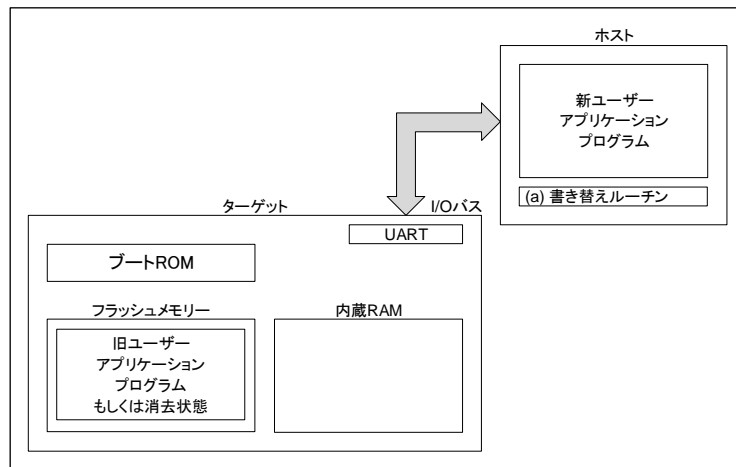 ホスト
新ユーザー
アプリケーション
プログラム
(a) 書き替えルーチン
ターゲット
I/Oバス
UART
ブートROM
フラッシュメモリー
内蔵RAM
旧ユーザー
アプリケーション
プログラム
もしくは消去状態